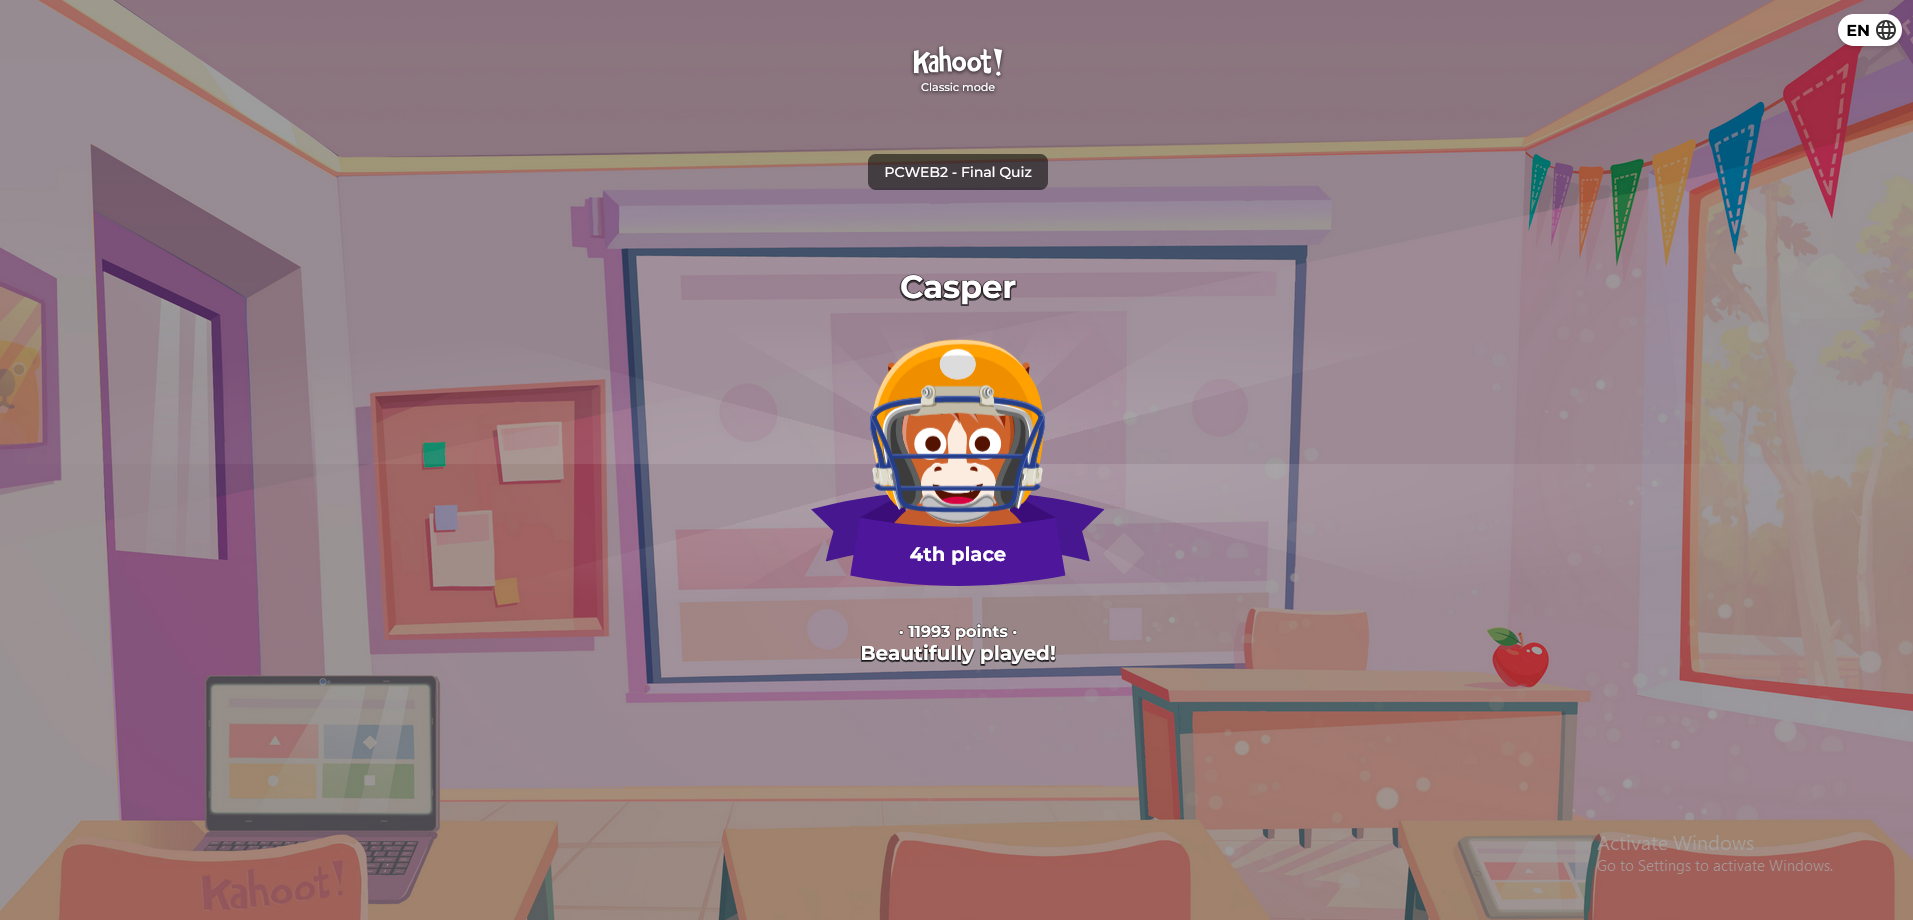 EN
Kahoot!
Classic mode
PCWEB2 - Final Quiz
Casper
4th place
· 11993 points ·
Beautifully played!
Activate Windows
Go to Settings to activate Windows.
Kahoot!